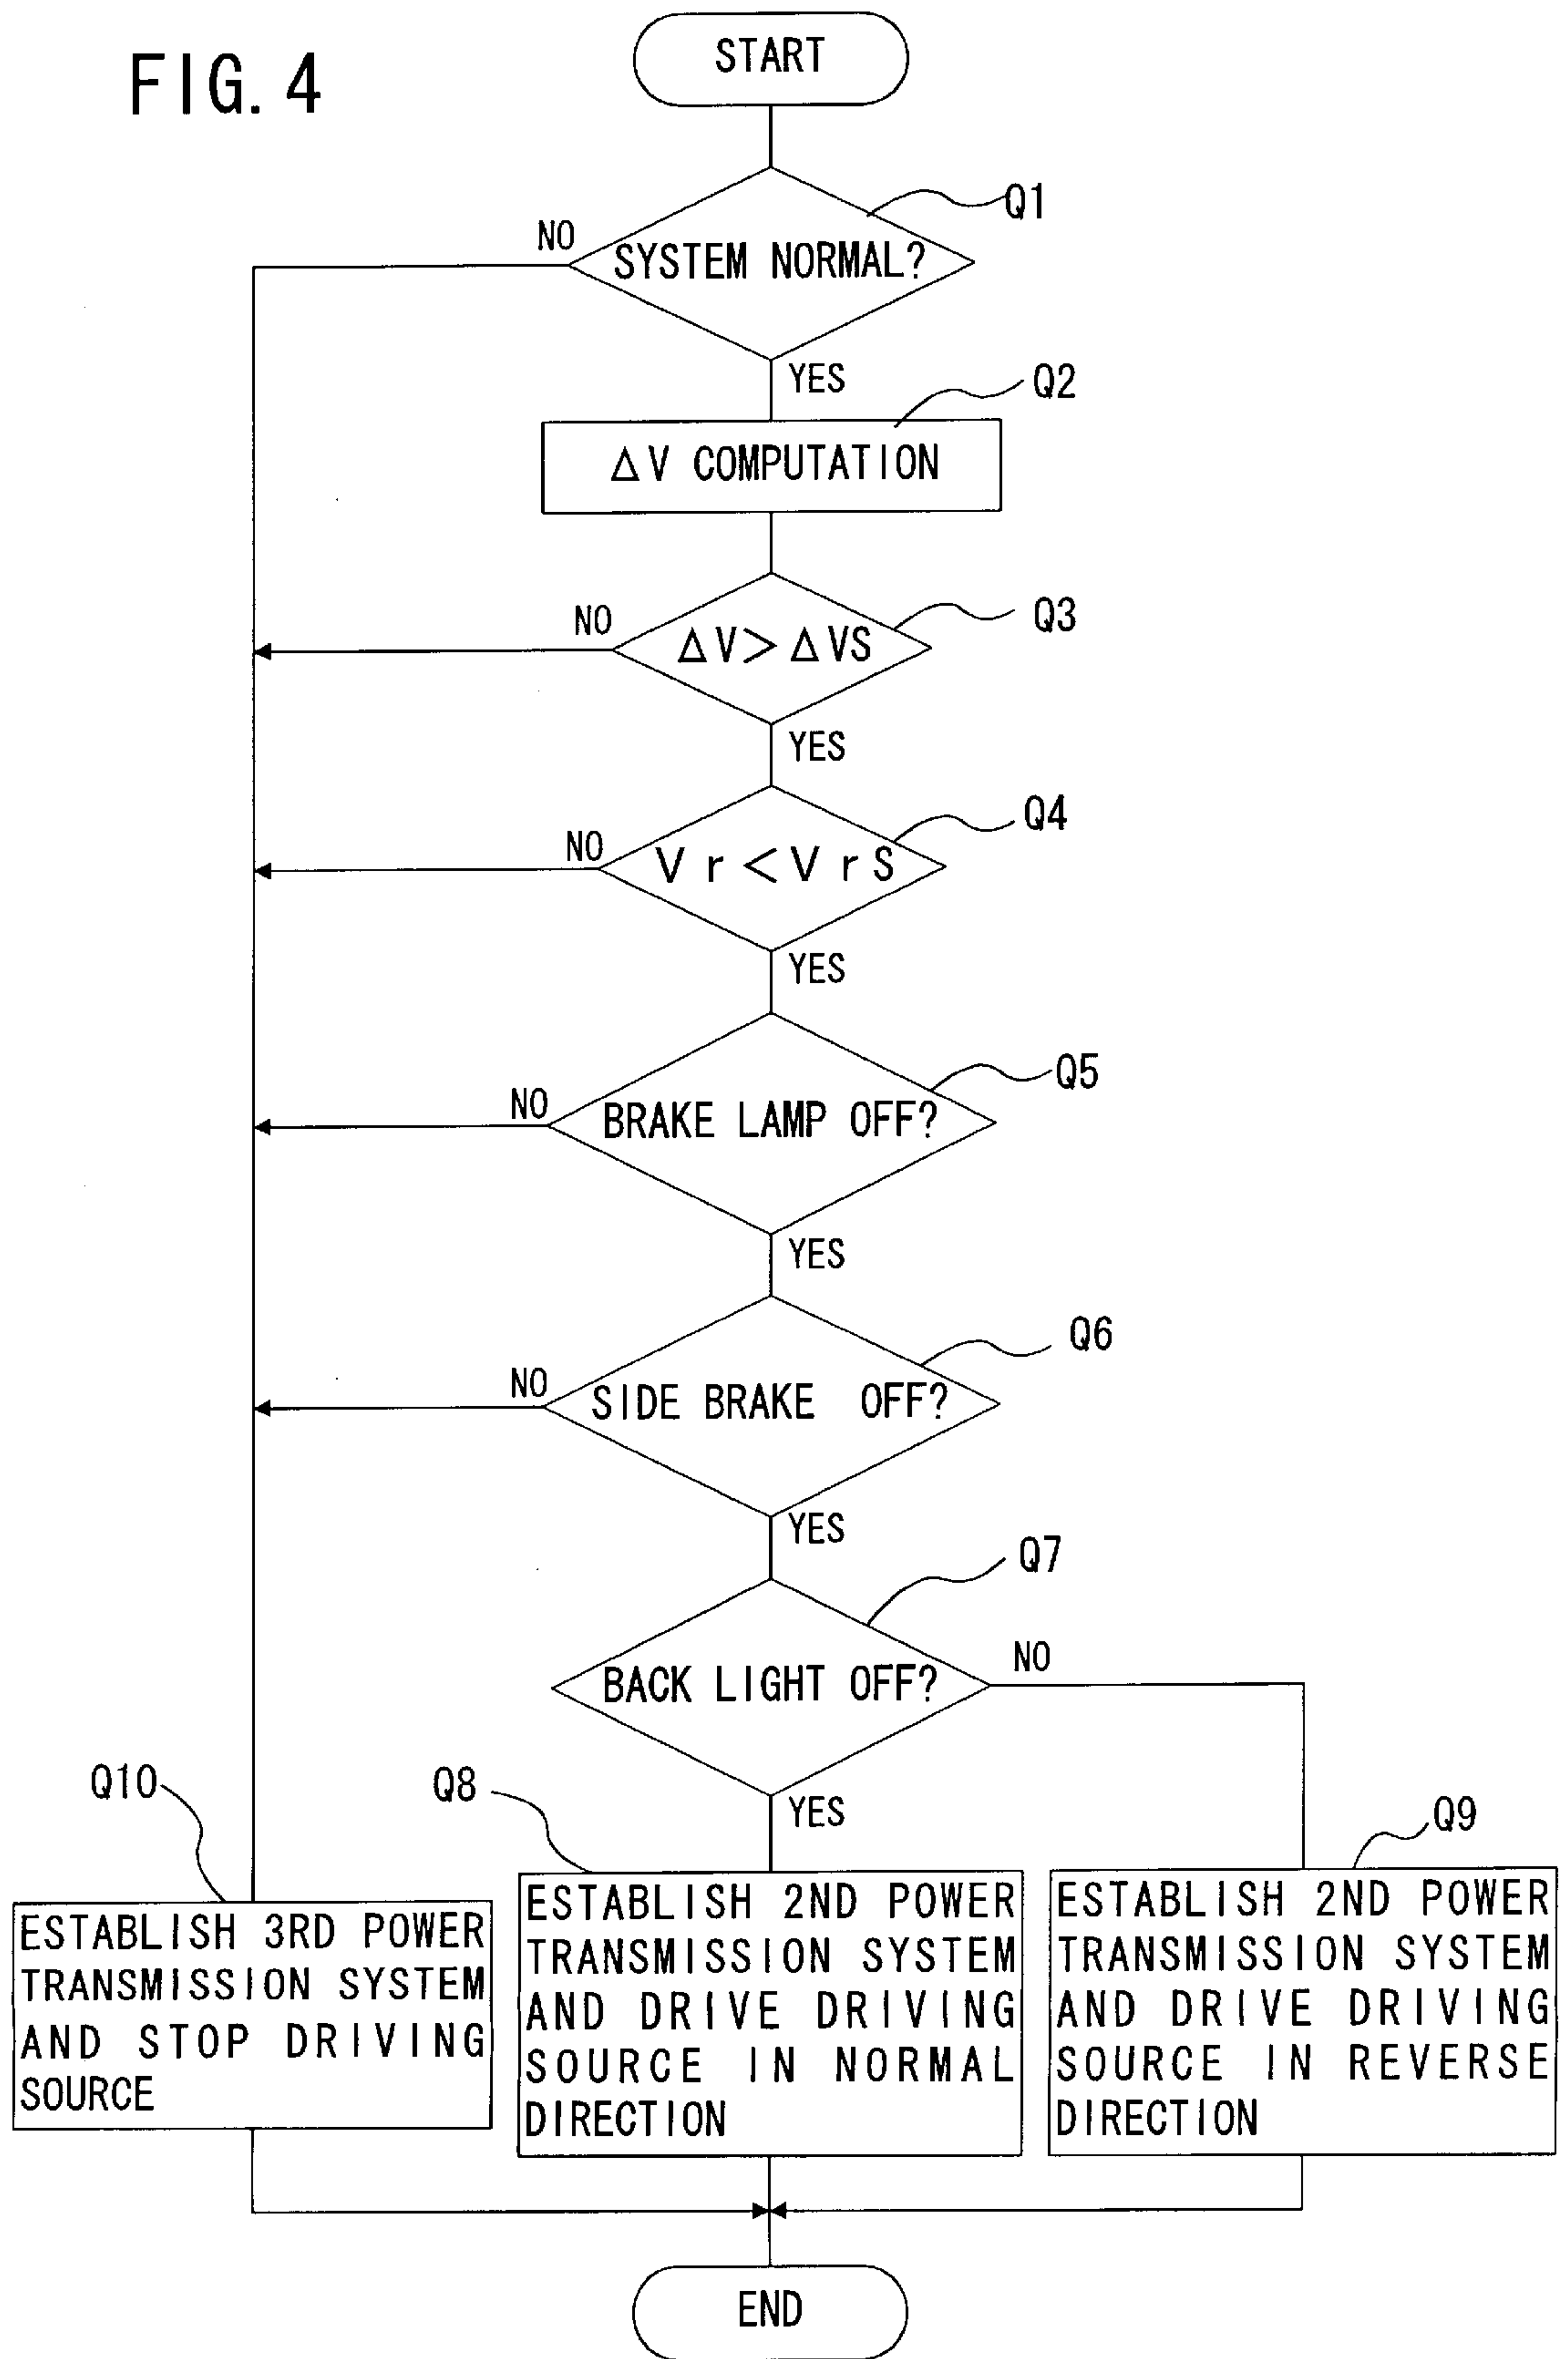 FIG. 4
START
Q1
NO
SYSTEM NORMAL?
YES
Q2
ΔV COMPUTATION
Q3
NO
ΔV>ΔVS
YES
Q4
NO
Vr<VrS
YES
Q5
NO
BRAKE LAMP OFF?
YES
Q6
NO
SIDE BRAKE OFF?
YES
Q7
NO
BACK LIGHT OFF?
YES
Q10
Q8
Q9
ESTABLISH 3RD POWER
TRANSMISSION SYSTEM
AND STOP DRIVING
SOURCE
ESTABLISH 2ND POWER
TRANSMISSION SYSTEM
AND DRIVE DRIVING
SOURCE IN NORMAL
DIRECTION
ESTABLISH 2ND POWER
TRANSMISSION SYSTEM
AND DRIVE DRIVING
SOURCE IN REVERSE
DIRECTION
END